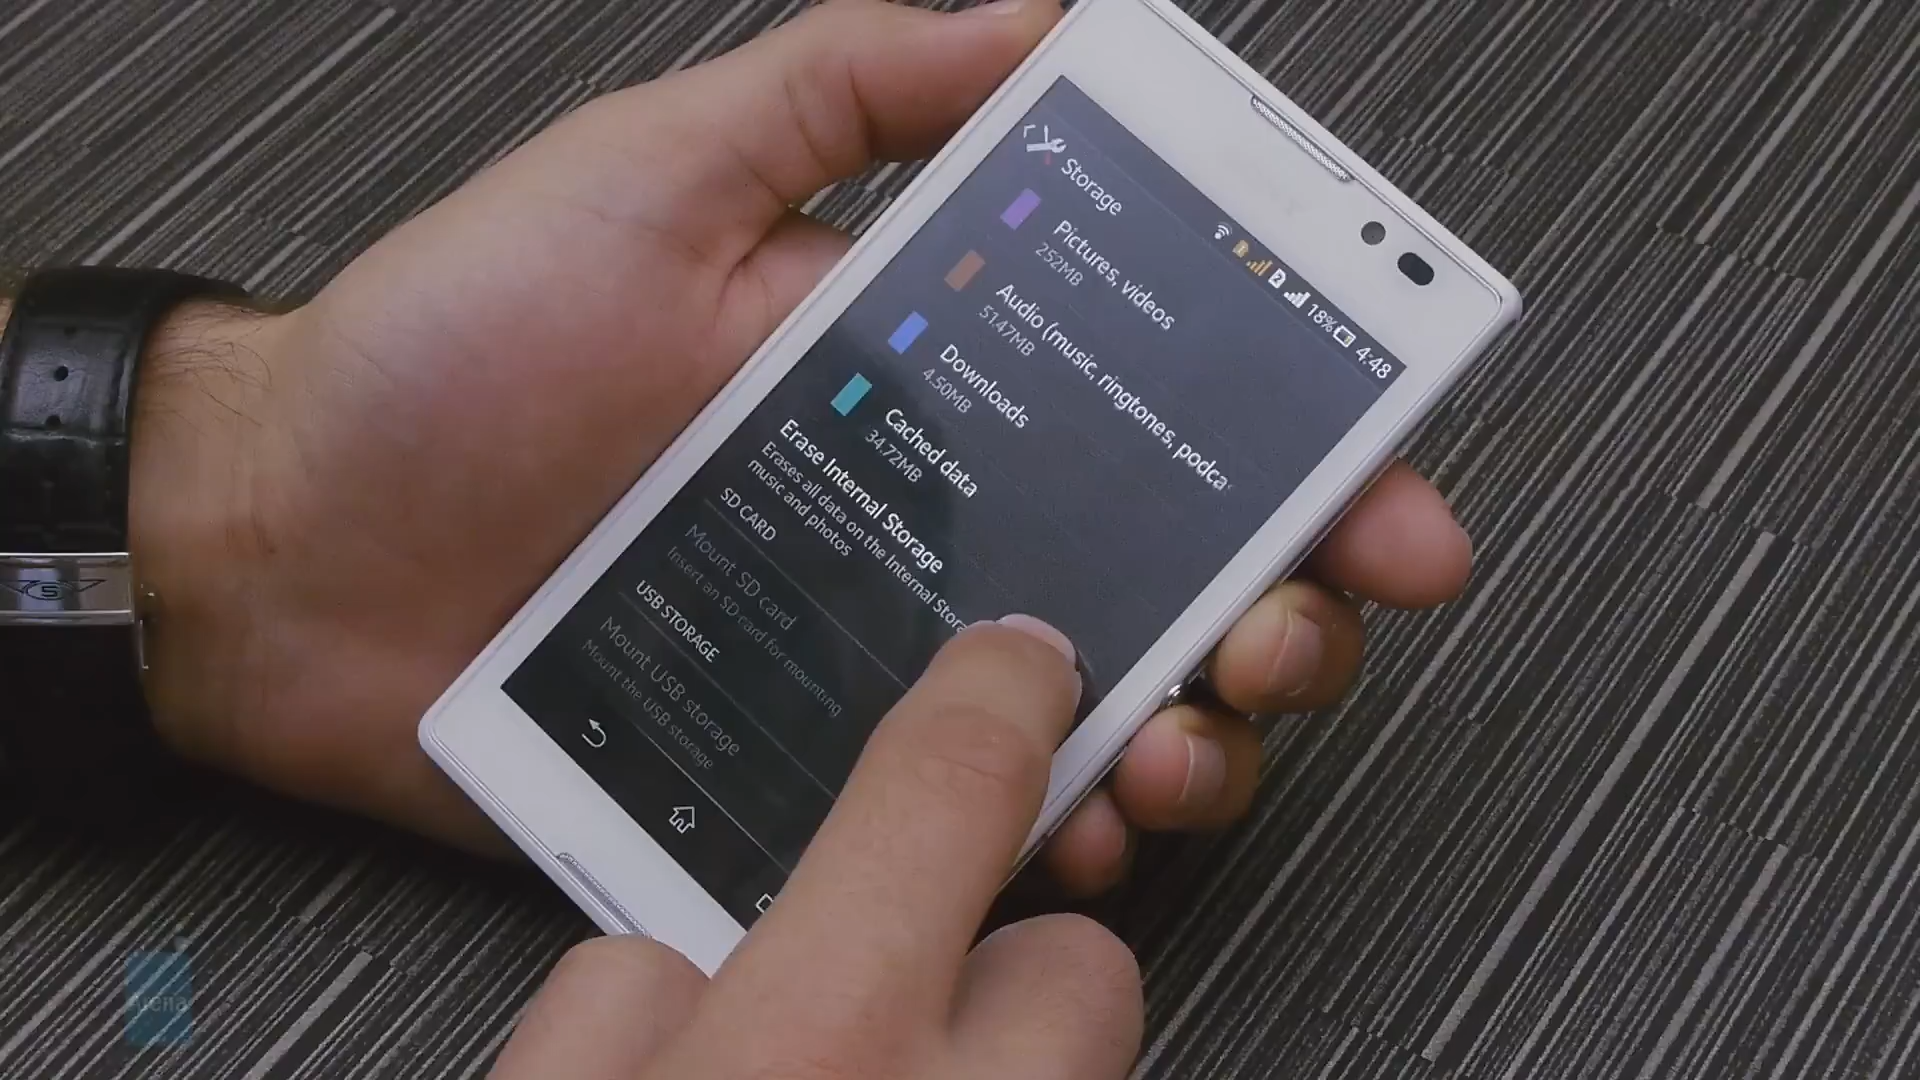 18% 4:48
Storage
Pictures, videos
252MB
Audio (music, ringtones, podca
51.47MB
Downloads
4.50MB
Cached data
34.72MB
Erase Internal Storage
Erases all data on the Internal Stora
music and photos
SD CARD
Mount SD card
Insert an SD card for mounting
USB STORAGE
Mount USB storage
Mount the USB storage
Arena
S